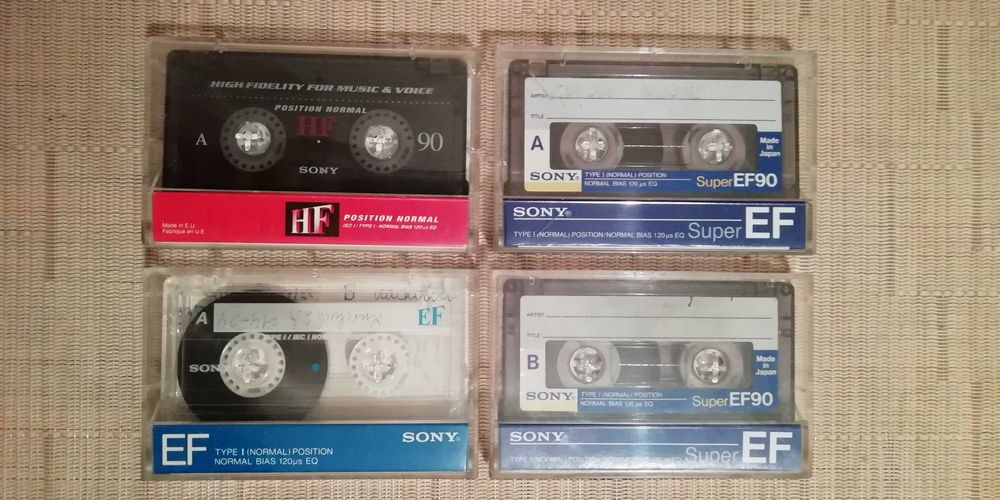 HIGH FIDELITY FOR MUSIC & VOICE
POSITION NORMAL
HF
A
90
SONY
Made in E.U
Fabriqué en U.E.
HF
POSITION NORMAL
IEC I / TYPE I · NORMAL BIAS 120 µs EQ
ARTIST
TITLE
A
Made
in
Japan
SONY
TYPE I (NORMAL) POSITION
NORMAL BIAS 120 µs EQ
Super EF90
SONY
TYPE I (NORMAL) POSITION/NORMAL BIAS 120 µs EQ
Super EF
B
A
EF
TYPE I / IEC I NOR
SON
EF
TYPE I (NORMAL) POSITION
NORMAL BIAS 120µs EQ
SONY
ARTIST
TITLE
B
Made
in
Japan
SONY
TYPE I (NORMAL) POSITION
NORMAL BIAS 120 µs EQ
Super EF90
SONY
TYPE I (NORMAL) POSITION/NORMAL BIAS 120 µs EQ
Super EF